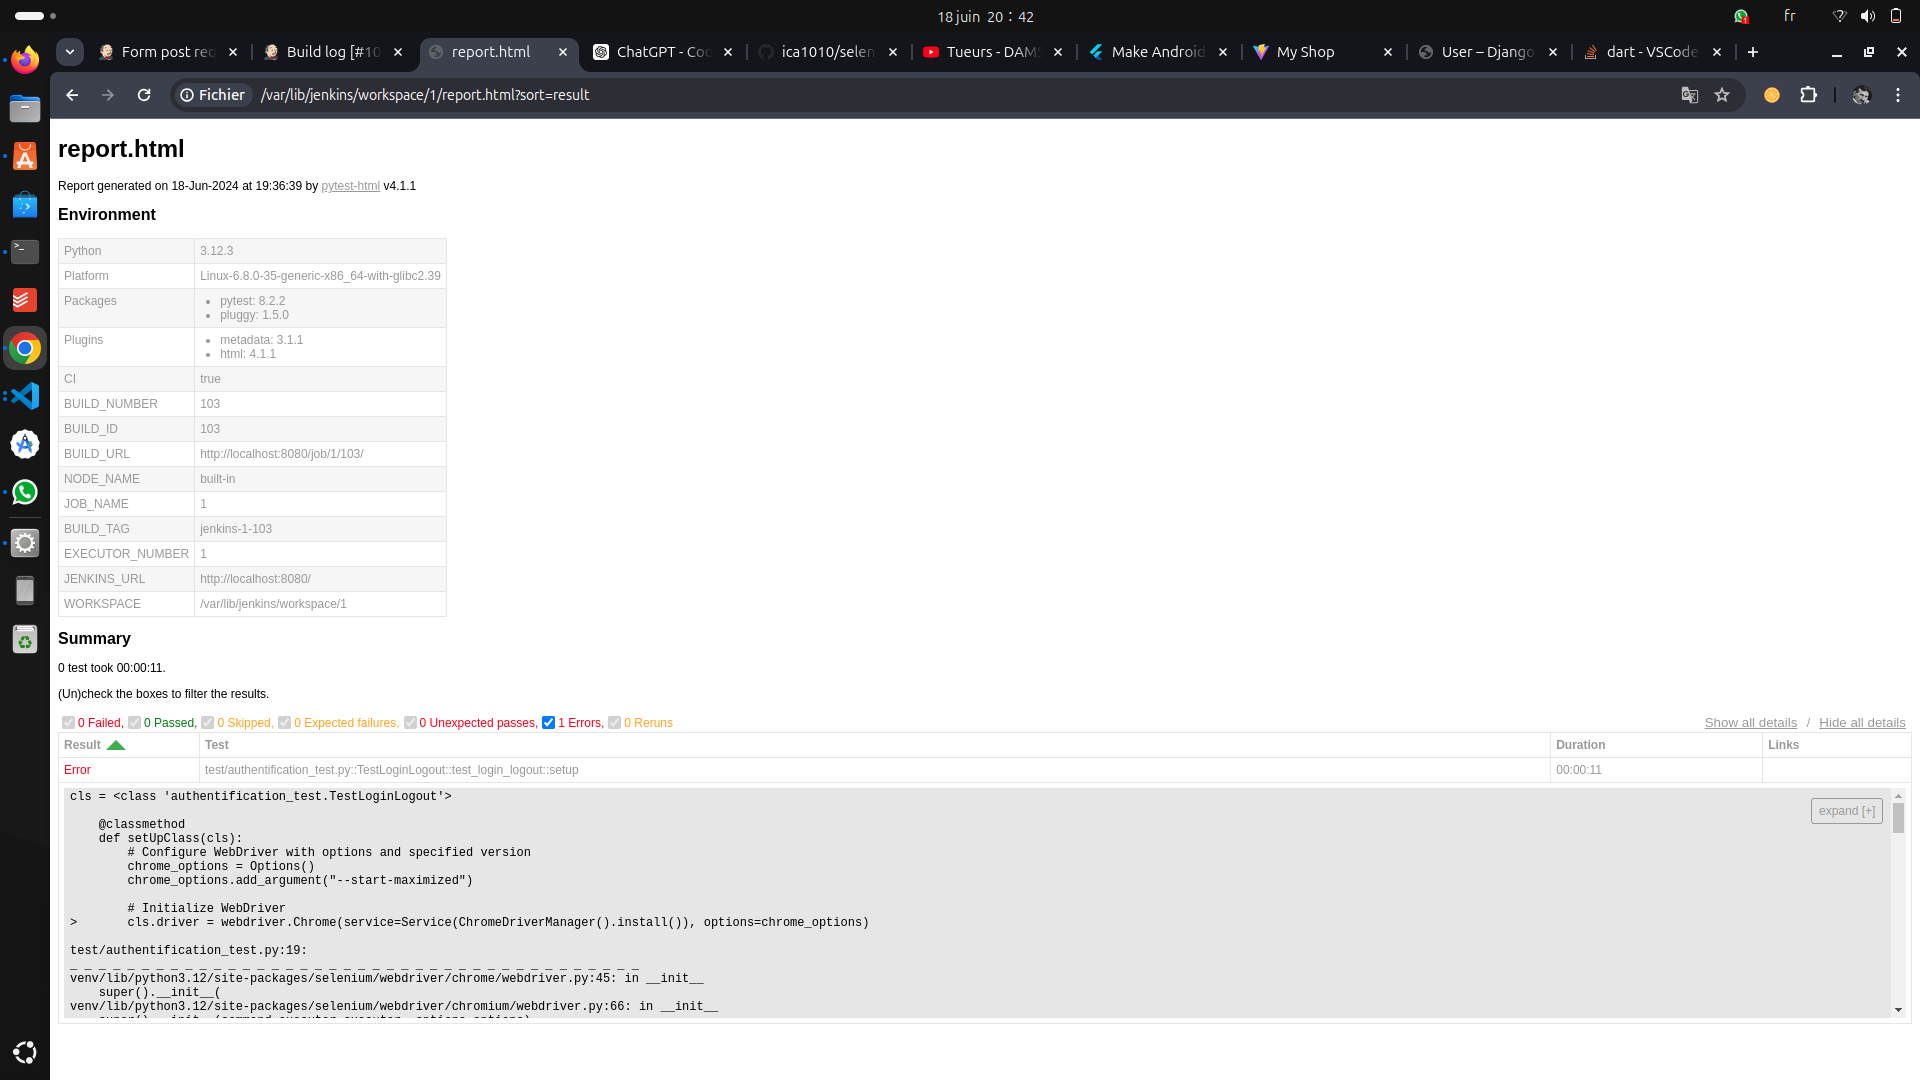 18 juin 20 : 42
fr
Form post req
Build log [#10
report.html
ChatGPT - Coc
ica1010/selen
Tueurs - DAMS
Make Android
My Shop
User – Django
dart - VSCode
Fichier
/var/lib/jenkins/workspace/1/report.html?sort=result
report.html
Report generated on 18-Jun-2024 at 19:36:39 by pytest-html v4.1.1
Environment
Python 3.12.3
Platform Linux-6.8.0-35-generic-x86_64-with-glibc2.39
Packages
• pytest: 8.2.2
• pluggy: 1.5.0
Plugins
• metadata: 3.1.1
• html: 4.1.1
CI true
BUILD_NUMBER 103
BUILD_ID 103
BUILD_URL http://localhost:8080/job/1/103/
NODE_NAME built-in
JOB_NAME 1
BUILD_TAG jenkins-1-103
EXECUTOR_NUMBER 1
JENKINS_URL http://localhost:8080/
WORKSPACE /var/lib/jenkins/workspace/1
Summary
0 test took 00:00:11.
(Un)check the boxes to filter the results.
0 Failed, 0 Passed, 0 Skipped, 0 Expected failures, 0 Unexpected passes, 1 Errors, 0 Reruns
Show all details / Hide all details
Result Test Duration Links
Error test/authentification_test.py::TestLoginLogout::test_login_logout::setup 00:00:11
expand [+]
cls = <class 'authentification_test.TestLoginLogout'>
@classmethod
def setUpClass(cls):
# Configure WebDriver with options and specified version
chrome_options = Options()
chrome_options.add_argument("--start-maximized")
# Initialize WebDriver
> cls.driver = webdriver.Chrome(service=Service(ChromeDriverManager().install()), options=chrome_options)
test/authentification_test.py:19:
_ _ _ _ _ _ _ _ _ _ _ _ _ _ _ _ _ _ _ _ _ _ _ _ _ _ _ _ _ _ _ _ _ _ _ _ _ _ _ _
venv/lib/python3.12/site-packages/selenium/webdriver/chrome/webdriver.py:45: in __init__
super().__init__(
venv/lib/python3.12/site-packages/selenium/webdriver/chromium/webdriver.py:66: in __init__
super().__init__(command_executor=executor, options=options)